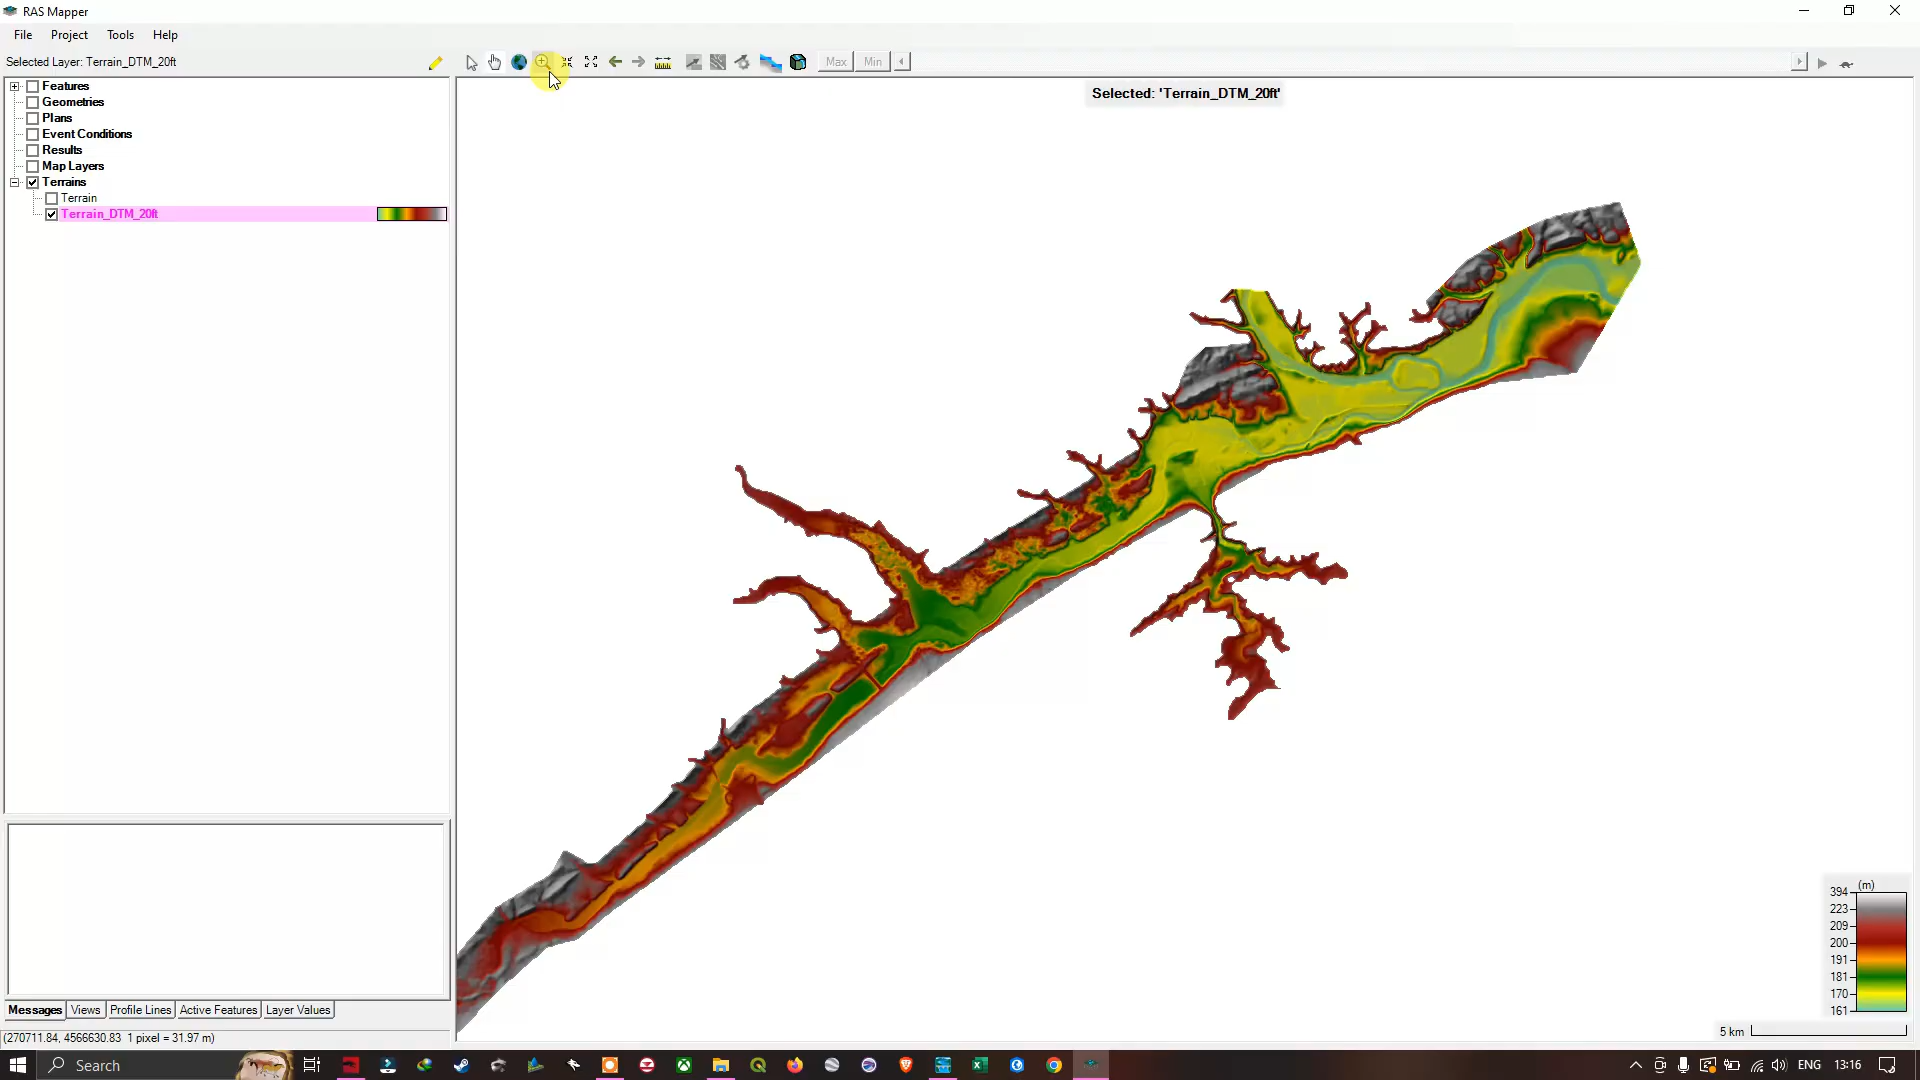 RAS Mapper
File Project Tools Help
Selected Layer: Terrain_DTM_20ft
Max Min
Features
Geometries
Plans
Event Conditions
Results
Map Layers
Terrains
Terrain
Terrain_DTM_20ft
Selected: 'Terrain_DTM_20ft'
(m)
394
223
209
200
191
181
170
161
5 km
Messages Views Profile Lines Active Features Layer Values
(270711.84, 4566630.83 1 pixel = 31.97 m)
Search
ENG 13:16